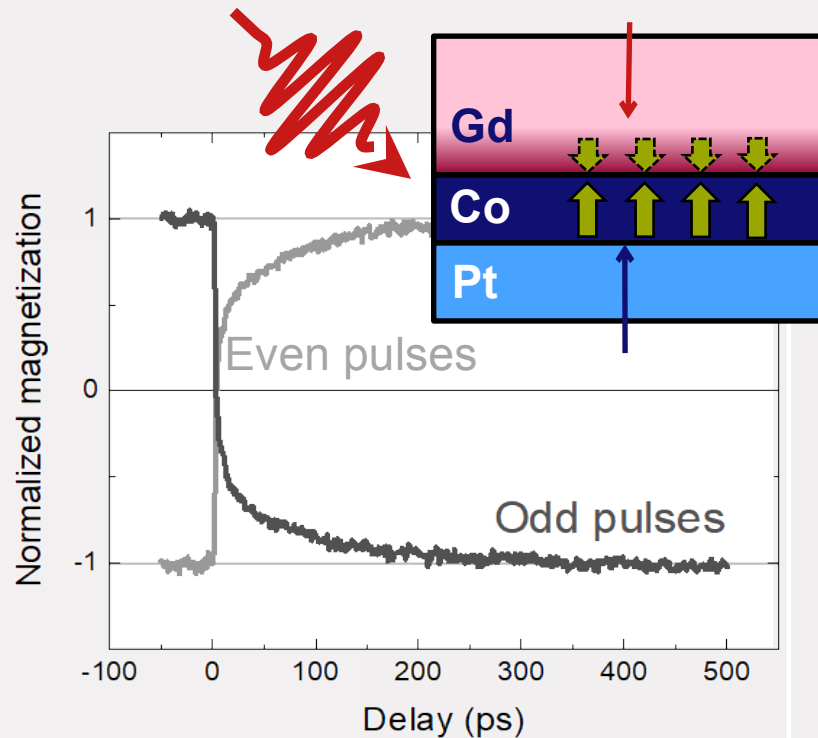 Gd
Co
Pt
Normalized magnetization
1
0
-1
Even pulses
Odd pulses
-100 0 100 200 300 400 500
Delay (ps)